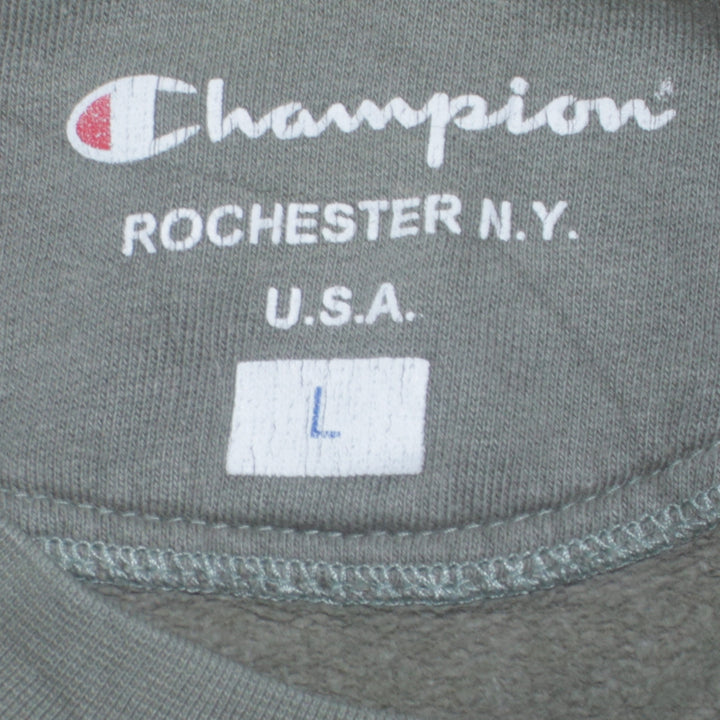 Champion®
ROCHESTER N.Y.
U.S.A.
L